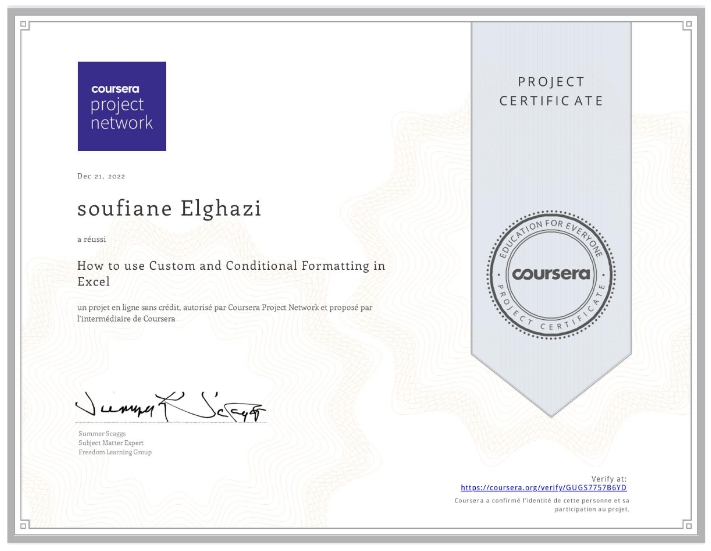 coursera
project
network
PROJECT
CERTIFICATE
Dec 21, 2022
soufiane Elghazi
a réussi
How to use Custom and Conditional Formatting in
Excel
un projet en ligne sans crédit, autorisé par Coursera Project Network et proposé par
l'intermédiaire de Coursera
EDUCATION FOR EVERYONE
coursera
PROJECT CERTIFICATE
Summer Scaggs
Subject Matter Expert
Freedom Learning Group
Verify at:
https://coursera.org/verify/GUGS7757B6YD
Coursera a confirmé l'identité de cette personne et sa
participation au projet.